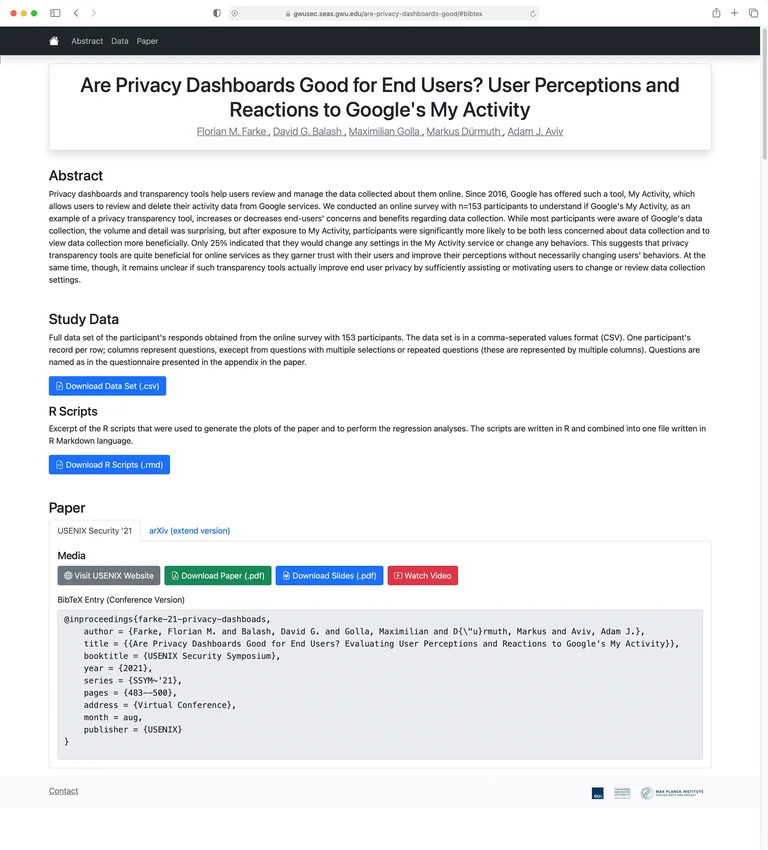 gwusec.seas.gwu.edu/are-privacy-dashboards-good/#bibtex
Abstract Data Paper
Are Privacy Dashboards Good for End Users? User Perceptions and
Reactions to Google's My Activity
Florian M. Farke , David G. Balash , Maximilian Golla , Markus Dürmuth , Adam J. Aviv
Abstract
Privacy dashboards and transparency tools help users review and manage the data collected about them online. Since 2016, Google has offered such a tool, My Activity, which
allows users to review and delete their activity data from Google services. We conducted an online survey with n=153 participants to understand if Google's My Activity, as an
example of a privacy transparency tool, increases or decreases end-users' concerns and benefits regarding data collection. While most participants were aware of Google's data
collection, the volume and detail was surprising, but after exposure to My Activity, participants were significantly more likely to be both less concerned about data collection and to
view data collection more beneficially. Only 25% indicated that they would change any settings in the My Activity service or change any behaviors. This suggests that privacy
transparency tools are quite beneficial for online services as they garner trust with their users and improve their perceptions without necessarily changing users' behaviors. At the
same time, though, it remains unclear if such transparency tools actually improve end user privacy by sufficiently assisting or motivating users to change or review data collection
settings.
Study Data
Full data set of the participant's responds obtained from the online survey with 153 participants. The data set is in a comma-seperated values format (CSV). One participant's
record per row; columns represent questions, execept from questions with multiple selections or repeated questions (these are represented by multiple columns). Questions are
named as in the questionnaire presented in the appendix in the paper.
Download Data Set (.csv)
R Scripts
Excerpt of the R scripts that were used to generate the plots of the paper and to perform the regression analyses. The scripts are written in R and combined into one file written in
R Markdown language.
Download R Scripts (.rmd)
Paper
USENIX Security '21 arXiv (extend version)
Media
Visit USENIX Website Download Paper (.pdf) Download Slides (.pdf) Watch Video
BibTeX Entry (Conference Version)
@inproceedings{farke-21-privacy-dashboads,
author = {Farke, Florian M. and Balash, David G. and Golla, Maximilian and D{\"u}rmuth, Markus and Aviv, Adam J.},
title = {{Are Privacy Dashboards Good for End Users? Evaluating User Perceptions and Reactions to Google's My Activity}},
booktitle = {USENIX Security Symposium},
year = {2021},
series = {SSYM~'21},
pages = {483--500},
address = {Virtual Conference},
month = aug,
publisher = {USENIX}
}
Contact
RUB
MAX PLANCK INSTITUTE
FOR SECURITY AND PRIVACY